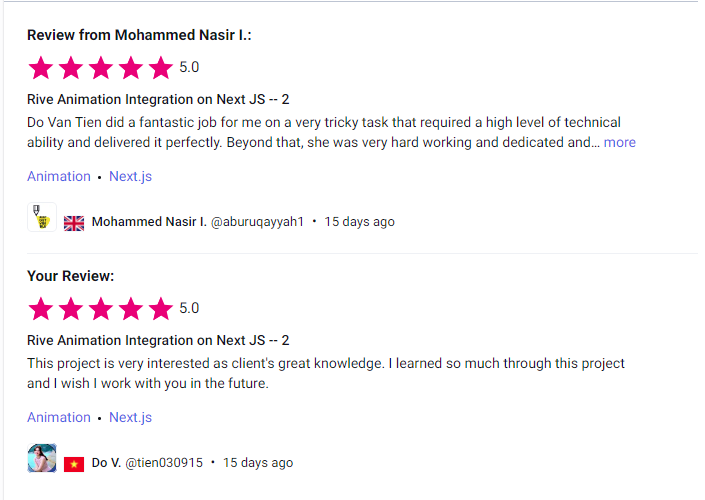 Review from Mohammed Nasir I.:
5.0
Rive Animation Integration on Next JS -- 2
Do Van Tien did a fantastic job for me on a very tricky task that required a high level of technical
ability and delivered it perfectly. Beyond that, she was very hard working and dedicated and... more
Animation • Next.js
Mohammed Nasir I. @aburuqayyah1 • 15 days ago
Your Review:
5.0
Rive Animation Integration on Next JS -- 2
This project is very interested as client's great knowledge. I learned so much through this project
and I wish I work with you in the future.
Animation • Next.js
Do V. @tien030915 • 15 days ago